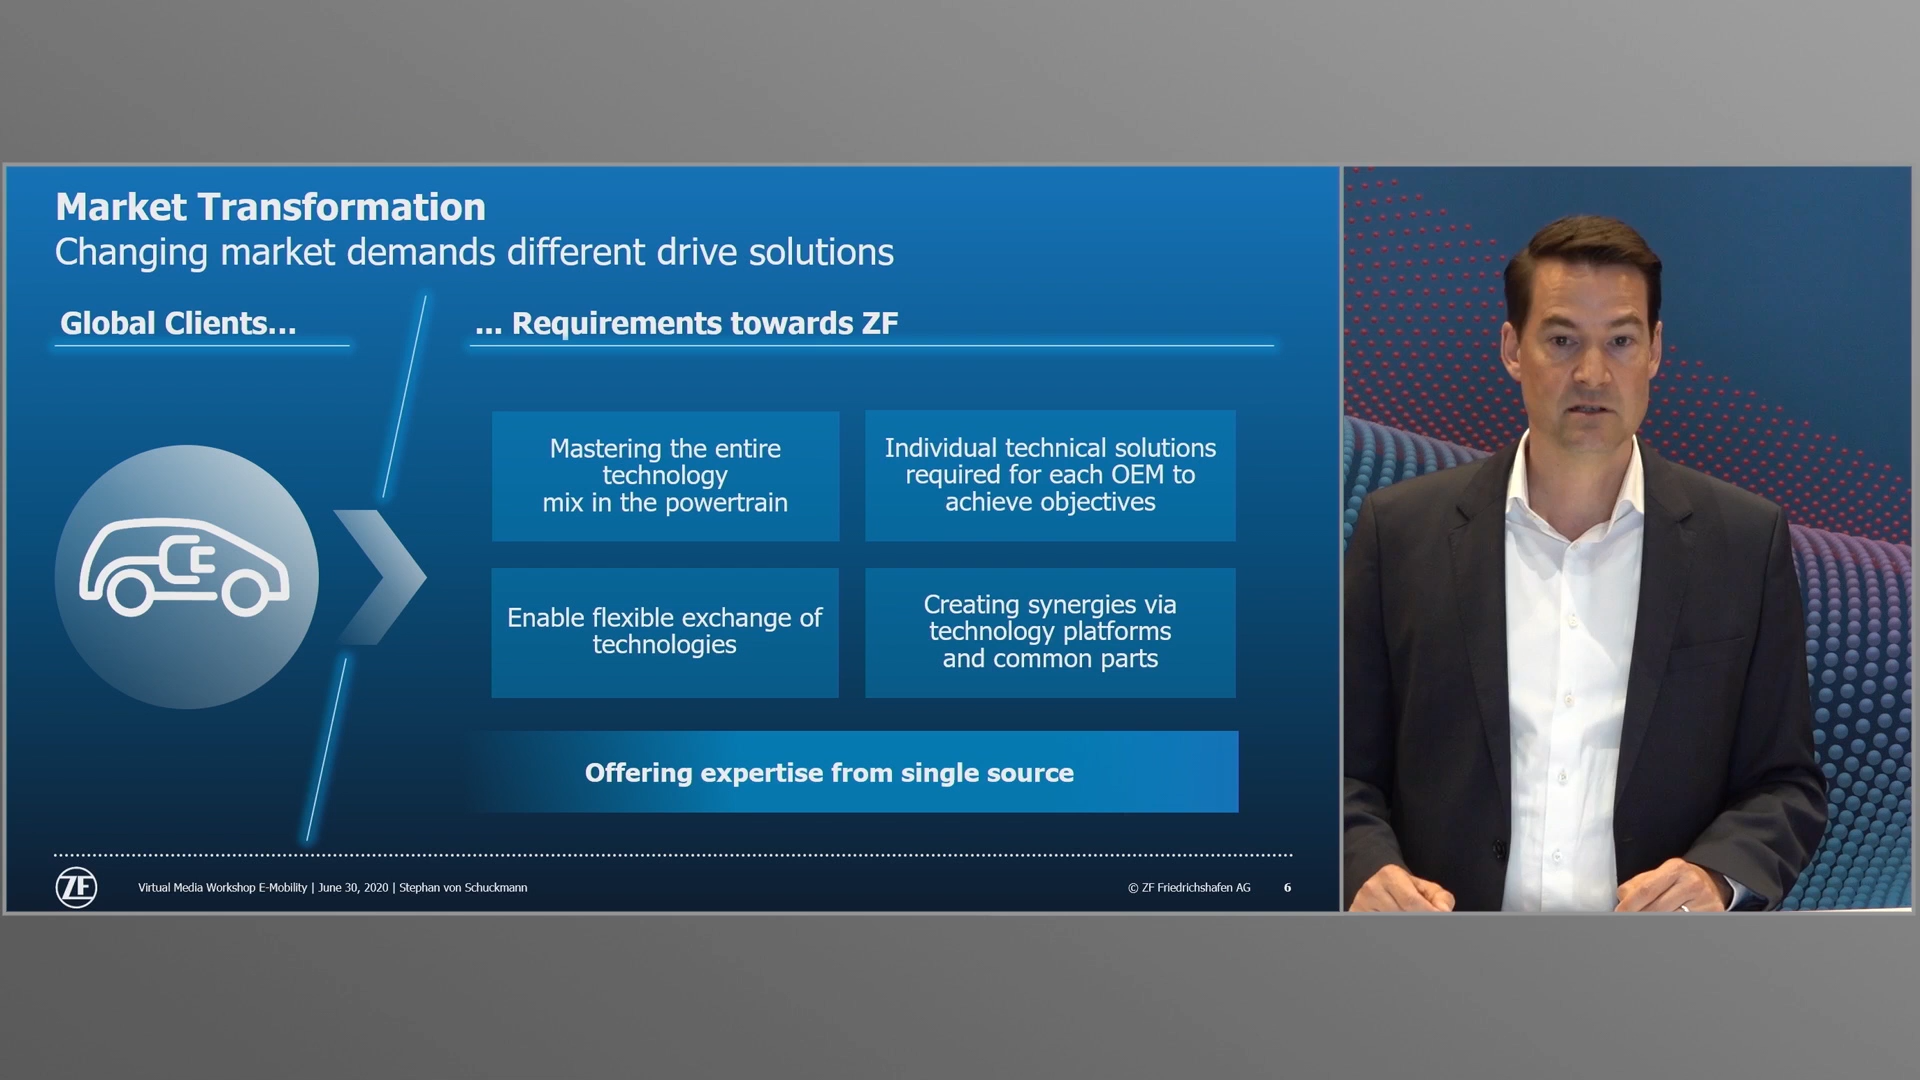 Market Transformation
Changing market demands different drive solutions
Global Clients...
... Requirements towards ZF
Mastering the entire
technology
mix in the powertrain
Individual technical solutions
required for each OEM to
achieve objectives
Enable flexible exchange of
technologies
Creating synergies via
technology platforms
and common parts
Offering expertise from single source
ZF
Virtual Media Workshop E-Mobility | June 30, 2020 | Stephan von Schuckmann
© ZF Friedrichshafen AG
6